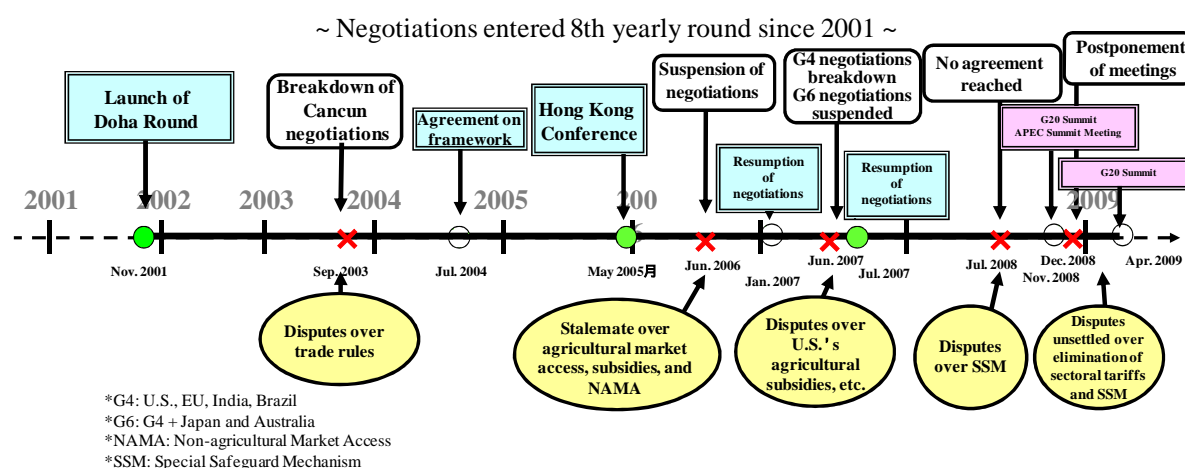 ~ Negotiations entered 8th yearly round since 2001 ~
Launch of
Doha Round
Breakdown of
Cancun
negotiations
Agreement on
framework
Hong Kong
Conference
Suspension of
negotiations
Resumption
of
negotiations
G4 negotiations
breakdown
G6 negotiations
suspended
Resumption
of
negotiations
No agreement
reached
G20 Summit
APEC Summit Meeting
Postponement
of meetings
G20 Summit
2001
2002
2003
2004
2005
200
2009
Nov. 2001
Sep. 2003
Jul. 2004
May 2005月
Jun. 2006
Jan. 2007
Jun. 2007
Jul. 2007
Jul. 2008
Nov. 2008
Dec. 2008
Apr. 2009
Disputes over
trade rules
Stalemate over
agricultural market
access, subsidies, and
NAMA
Disputes over
U.S.'s
agricultural
subsidies, etc.
Disputes
over SSM
Disputes
unsettled over
elimination of
sectoral tariffs
and SSM
*G4: U.S., EU, India, Brazil
*G6: G4 + Japan and Australia
*NAMA: Non-agricultural Market Access
*SSM: Special Safeguard Mechanism